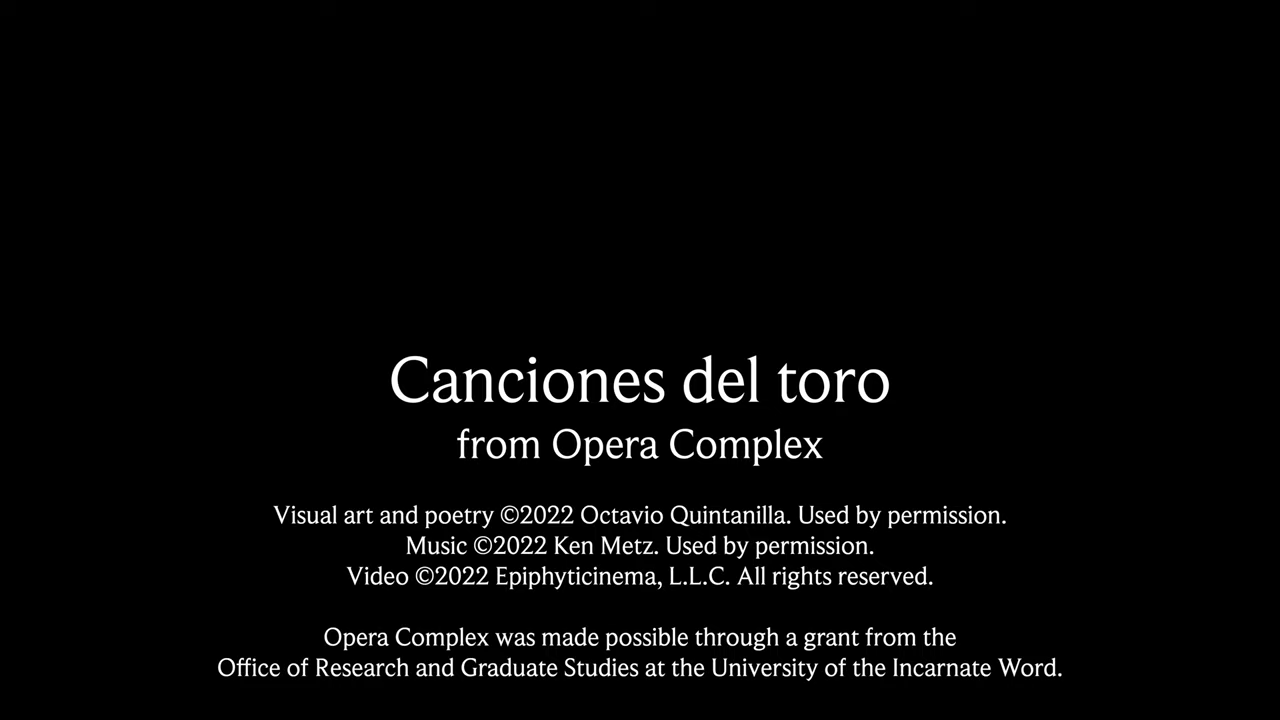 Canciones del toro
from Opera Complex
Visual art and poetry ©2022 Octavio Quintanilla. Used by permission.
Music ©2022 Ken Metz. Used by permission.
Video ©2022 Epiphyticinema, L.L.C. All rights reserved.
Opera Complex was made possible through a grant from the
Office of Research and Graduate Studies at the University of the Incarnate Word.